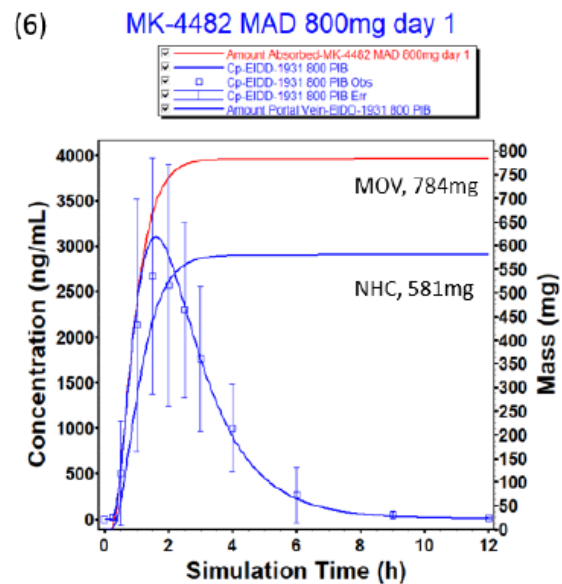 (6) MK-4482 MAD 800mg day 1
Amount Absorbed-MK-4482 MAD 800mg day 1
Cp-EIDD-1931 800 PIB
Cp-EIDD-1931 800 PIB Obs
Cp-EIDD-1931 800 PIB Err
Amount Portal Vein-EIDD-1931 800 PIB
Concentration (ng/mL)
4000
3500
3000
2500
2000
1500
1000
500
0
MOV, 784mg
NHC, 581mg
800
750
700
650
600
550
500
450
400
350
300
250
200
150
100
50
0
Mass (mg)
0 2 4 6 8 10 12
Simulation Time (h)